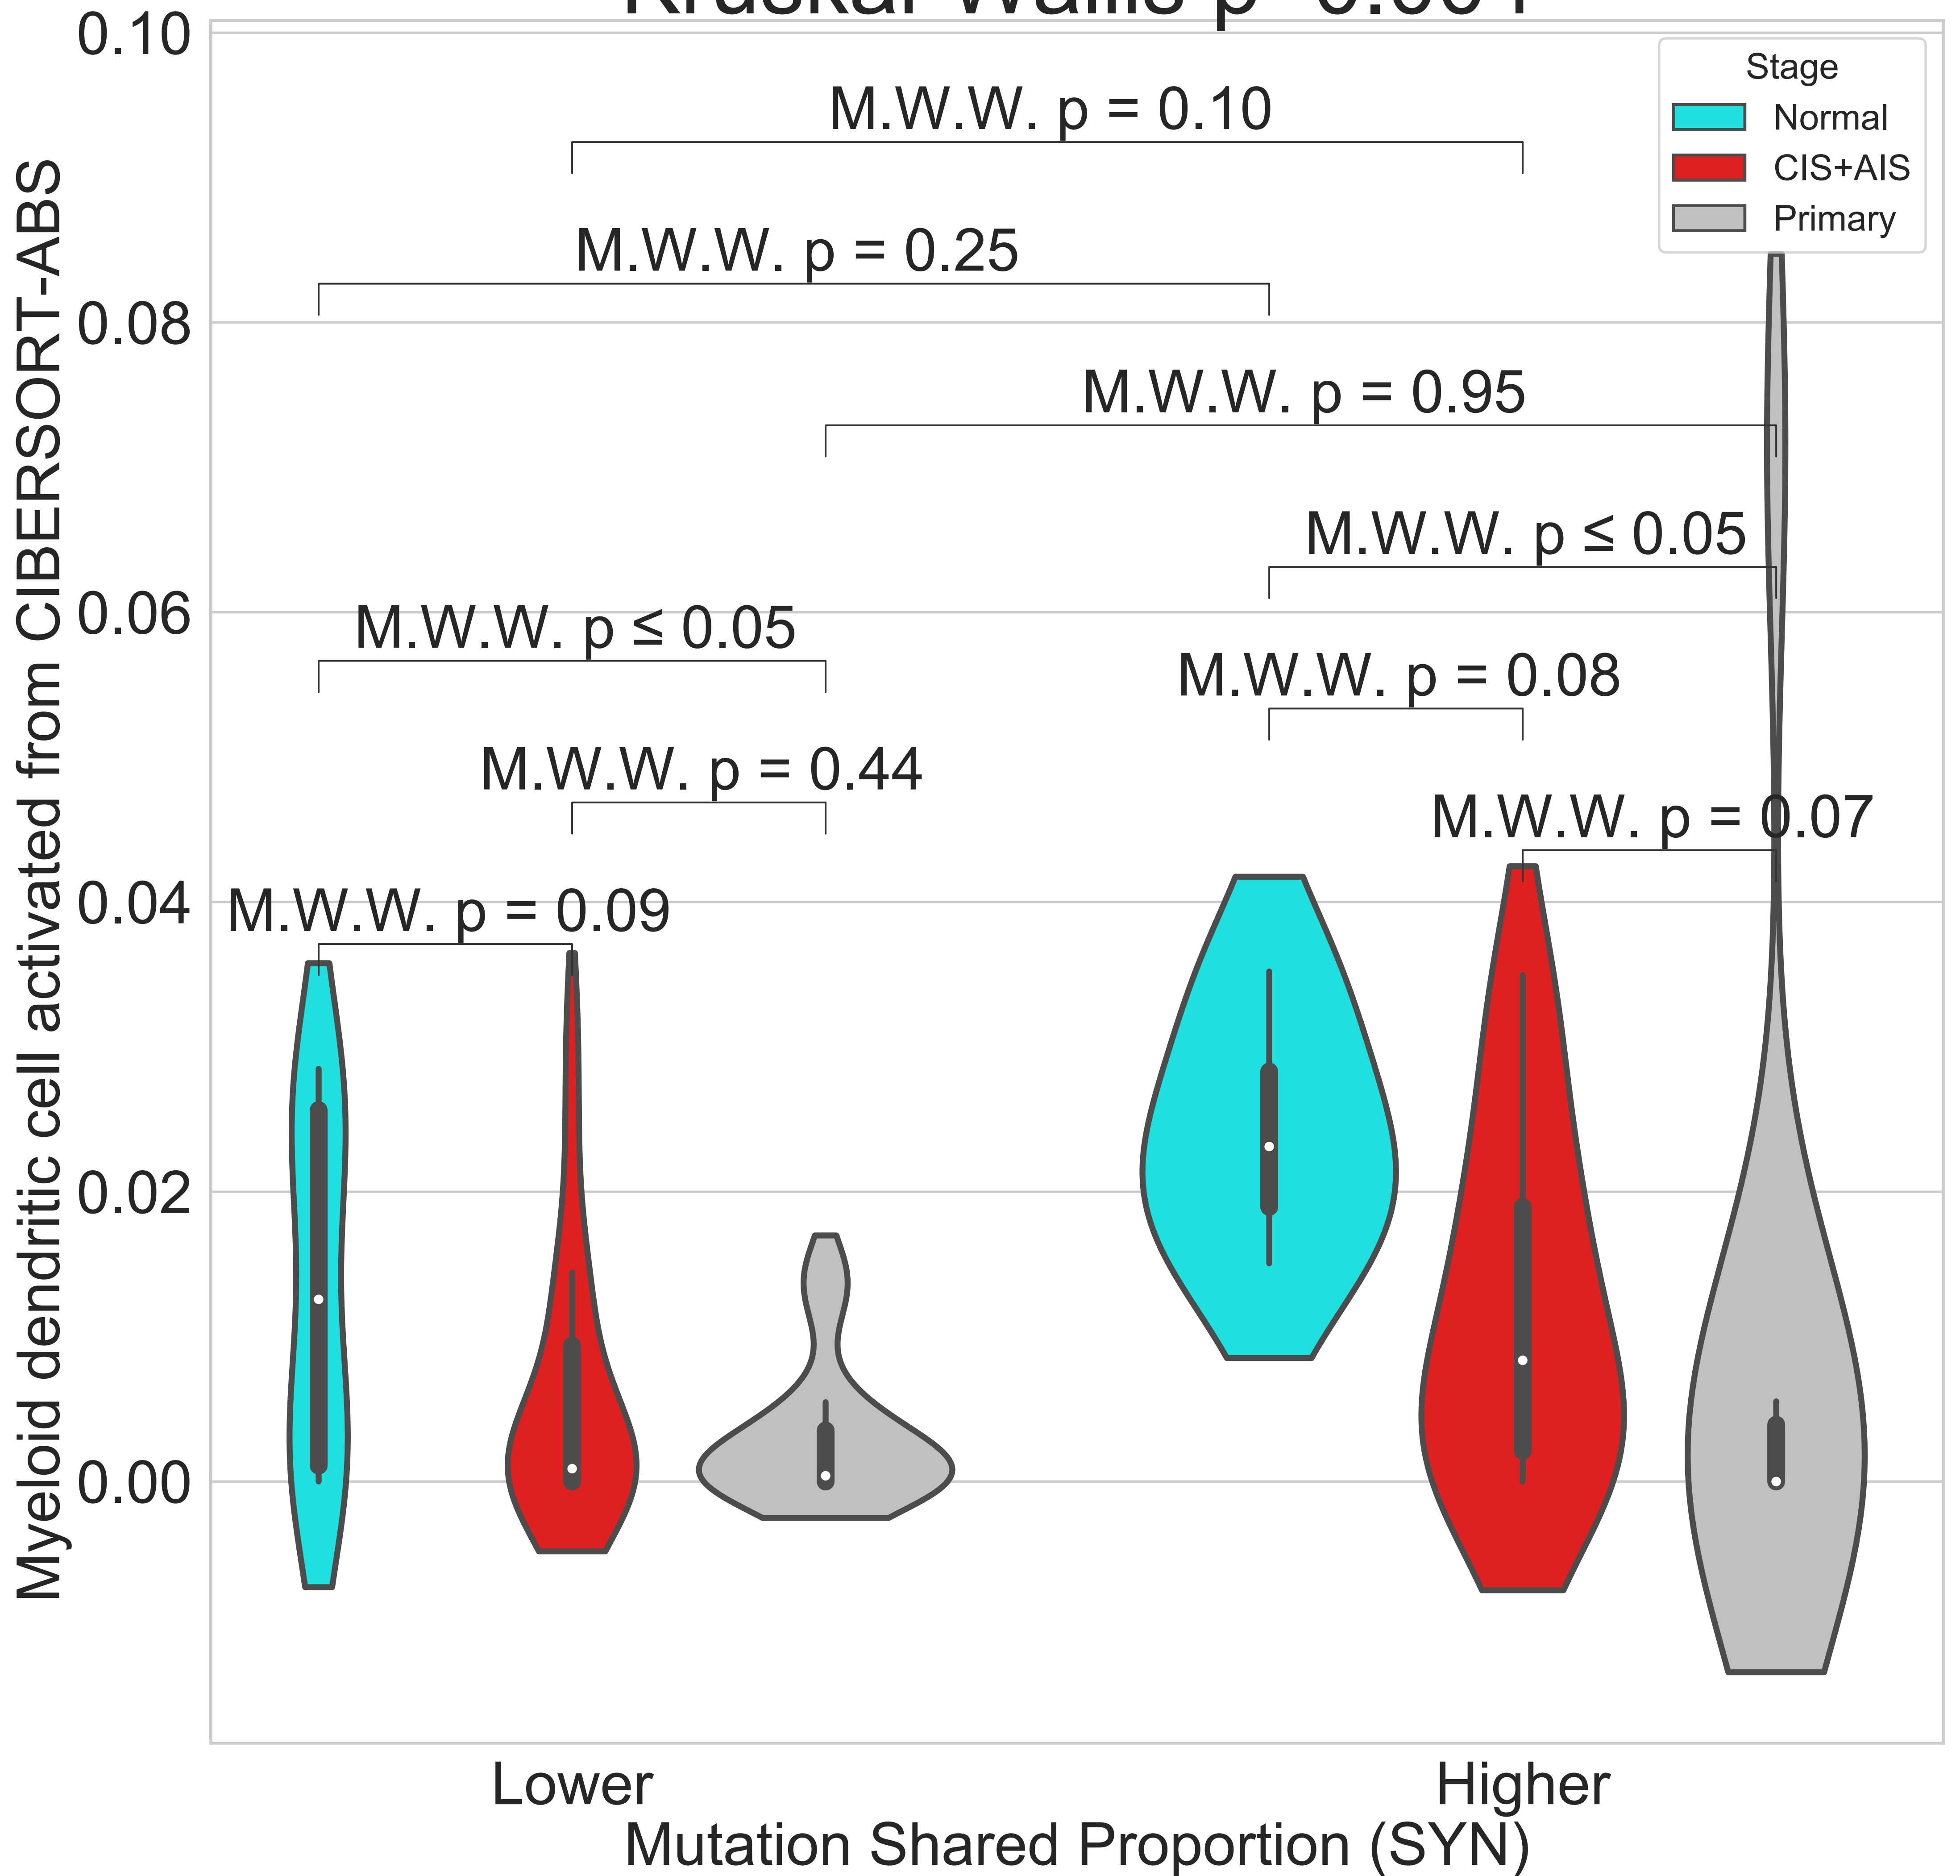 0.10
0.08
0.06
0.04
0.02
0.00
Myeloid dendritic cell activated from CIBERSORT-ABS
M.W.W. p = 0.10
M.W.W. p = 0.25
M.W.W. p = 0.95
M.W.W. p ≤ 0.05
M.W.W. p ≤ 0.05
M.W.W. p = 0.08
M.W.W. p = 0.44
M.W.W. p = 0.07
M.W.W. p = 0.09
Stage
Normal
CIS+AIS
Primary
Lower
Higher
Mutation Shared Proportion (SYN)